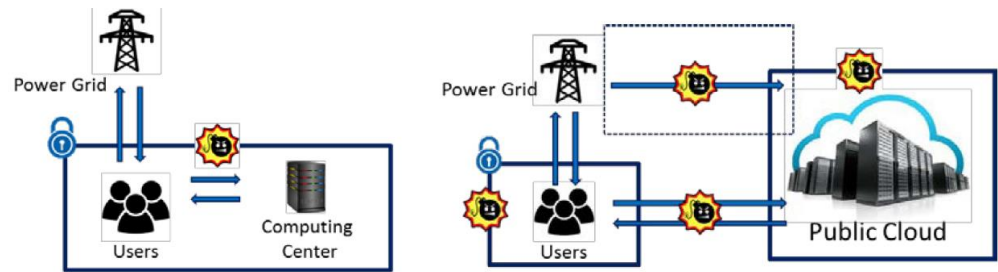 Power Grid
Users
Computing
Center
Power Grid
Users
Public Cloud